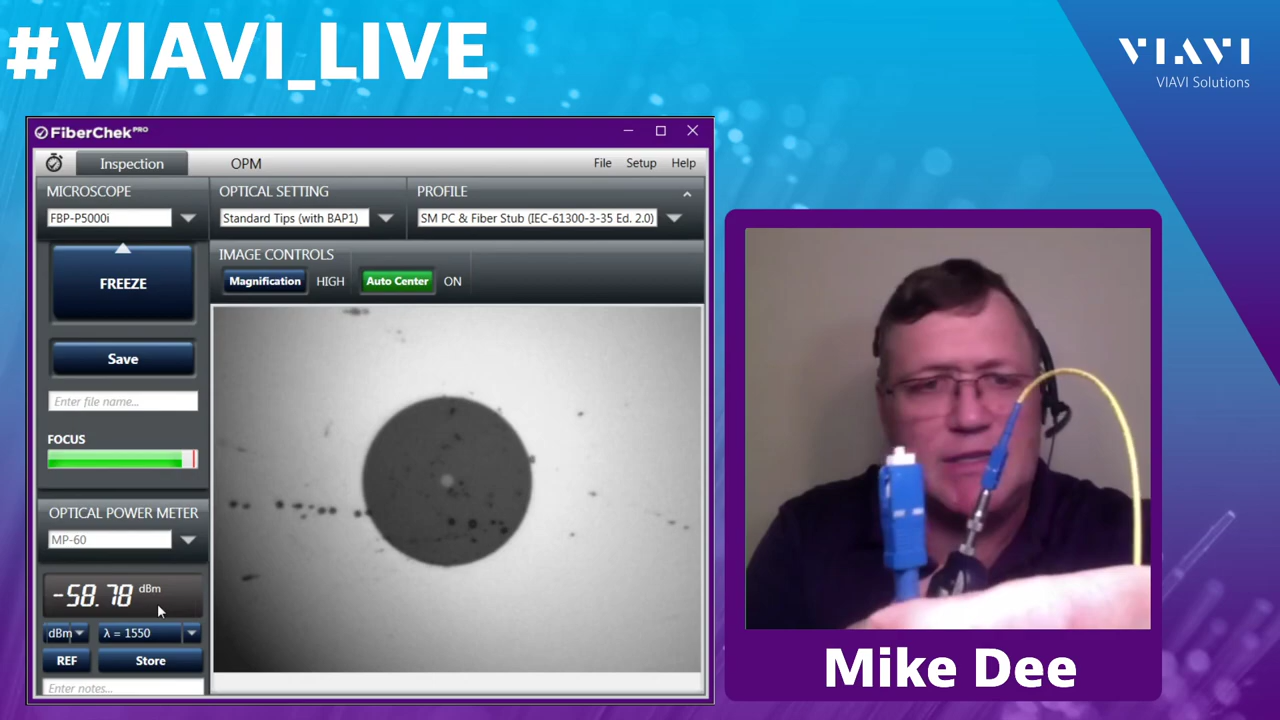 #VIAVI_LIVE
VIAVI
VIAVI Solutions
FiberChekPRO
Inspection
OPM
File
Setup
Help
MICROSCOPE
OPTICAL SETTING
PROFILE
FBP-P5000i
Standard Tips (with BAP1)
SM PC & Fiber Stub (IEC-61300-3-35 Ed. 2.0)
IMAGE CONTROLS
FREEZE
Magnification
HIGH
Auto Center
ON
Save
Enter file name...
FOCUS
OPTICAL POWER METER
MP-60
-58.78 dBm
dBm
λ = 1550
REF
Store
Enter notes...
Mike Dee